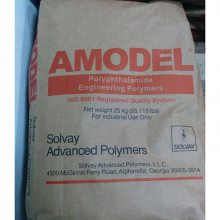 AMODEL®
Polyphthalamide
Engineering Polymers
ISO 9001 Registered Quality System
Net weight 25 kg (55.115 lbs)
For Industrial Use Only
Solvay
Advanced Polymers
SOLVAY
Solvay Advanced Polymers, L.L.C.
4500 McGinnis Ferry Road, Alpharetta, Georgia 30005-3914